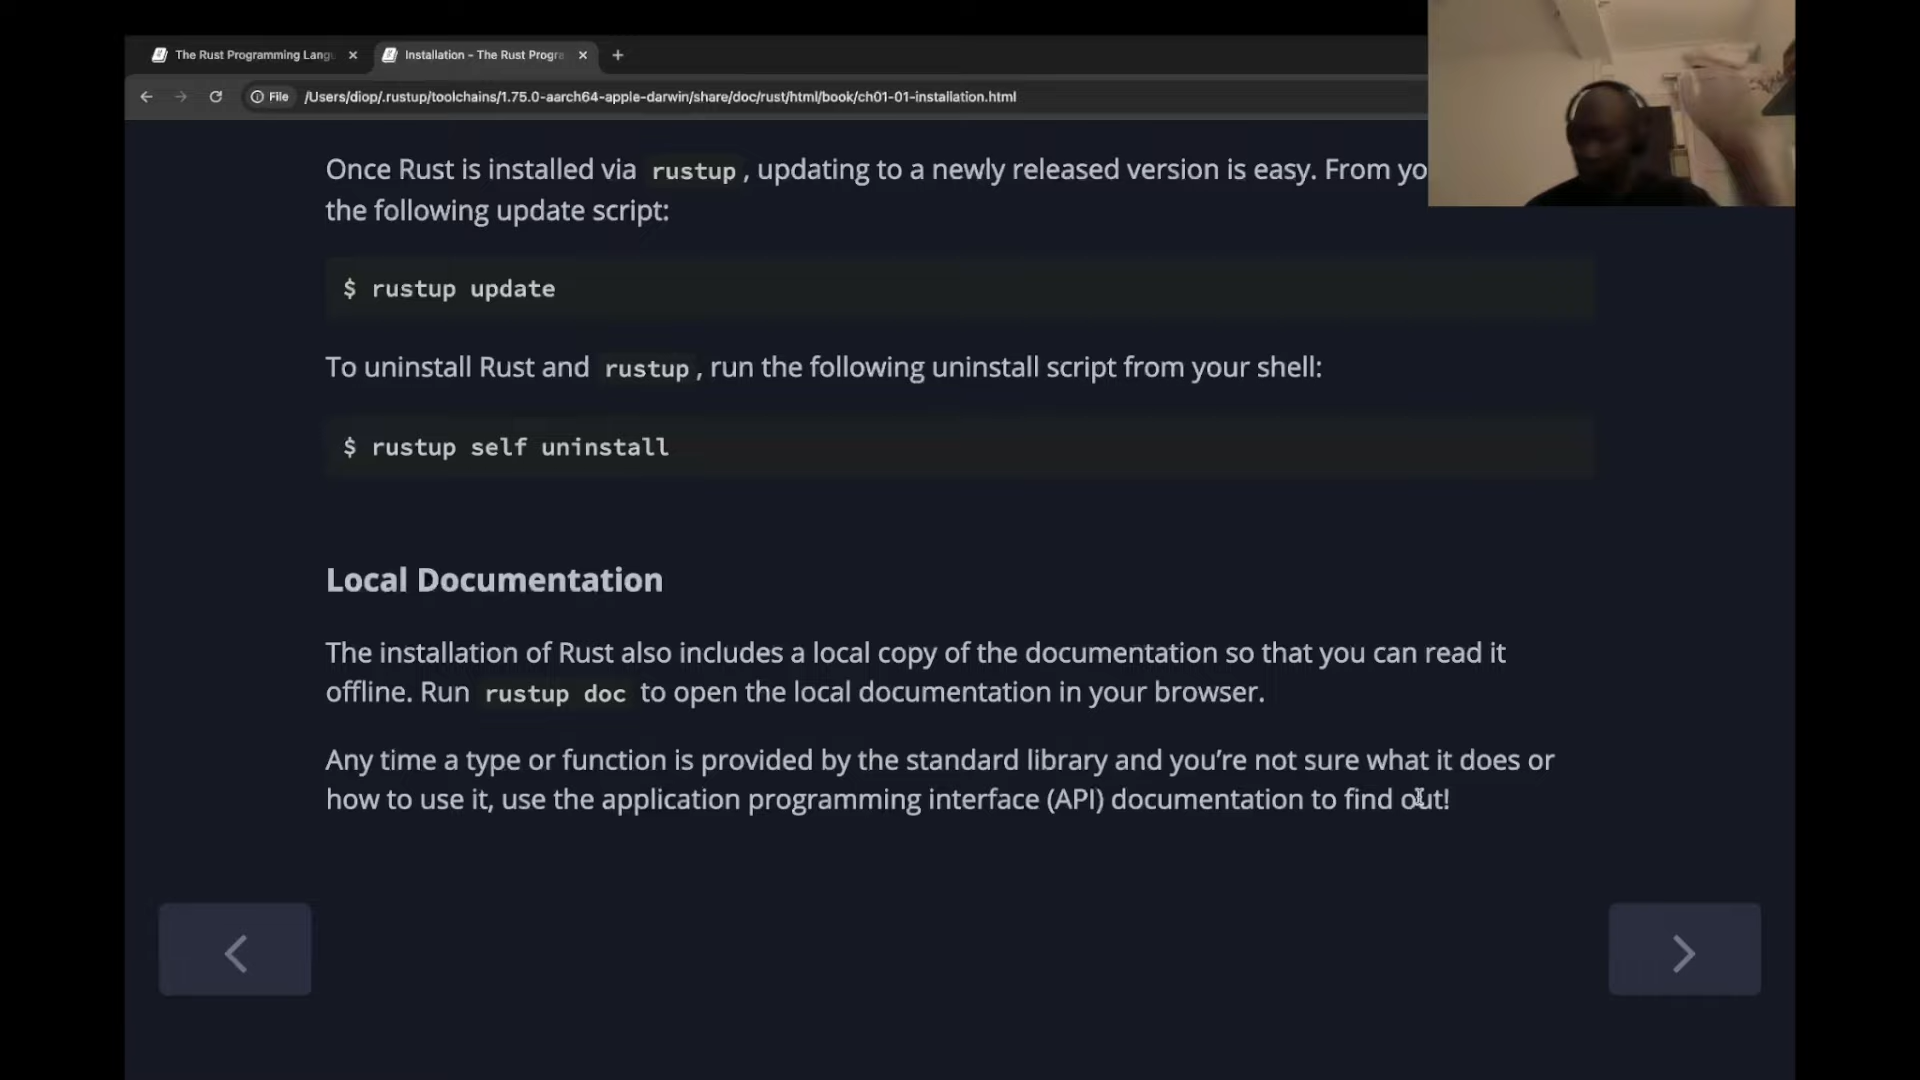 The Rust Programming Langu
Installation - The Rust Progra
File
/Users/diop/.rustup/toolchains/1.75.0-aarch64-apple-darwin/share/doc/rust/html/book/ch01-01-installation.html
Once Rust is installed via rustup, updating to a newly released version is easy. From yo
the following update script:
$ rustup update
To uninstall Rust and rustup, run the following uninstall script from your shell:
$ rustup self uninstall
Local Documentation
The installation of Rust also includes a local copy of the documentation so that you can read it
offline. Run rustup doc to open the local documentation in your browser.
Any time a type or function is provided by the standard library and you’re not sure what it does or
how to use it, use the application programming interface (API) documentation to find out!